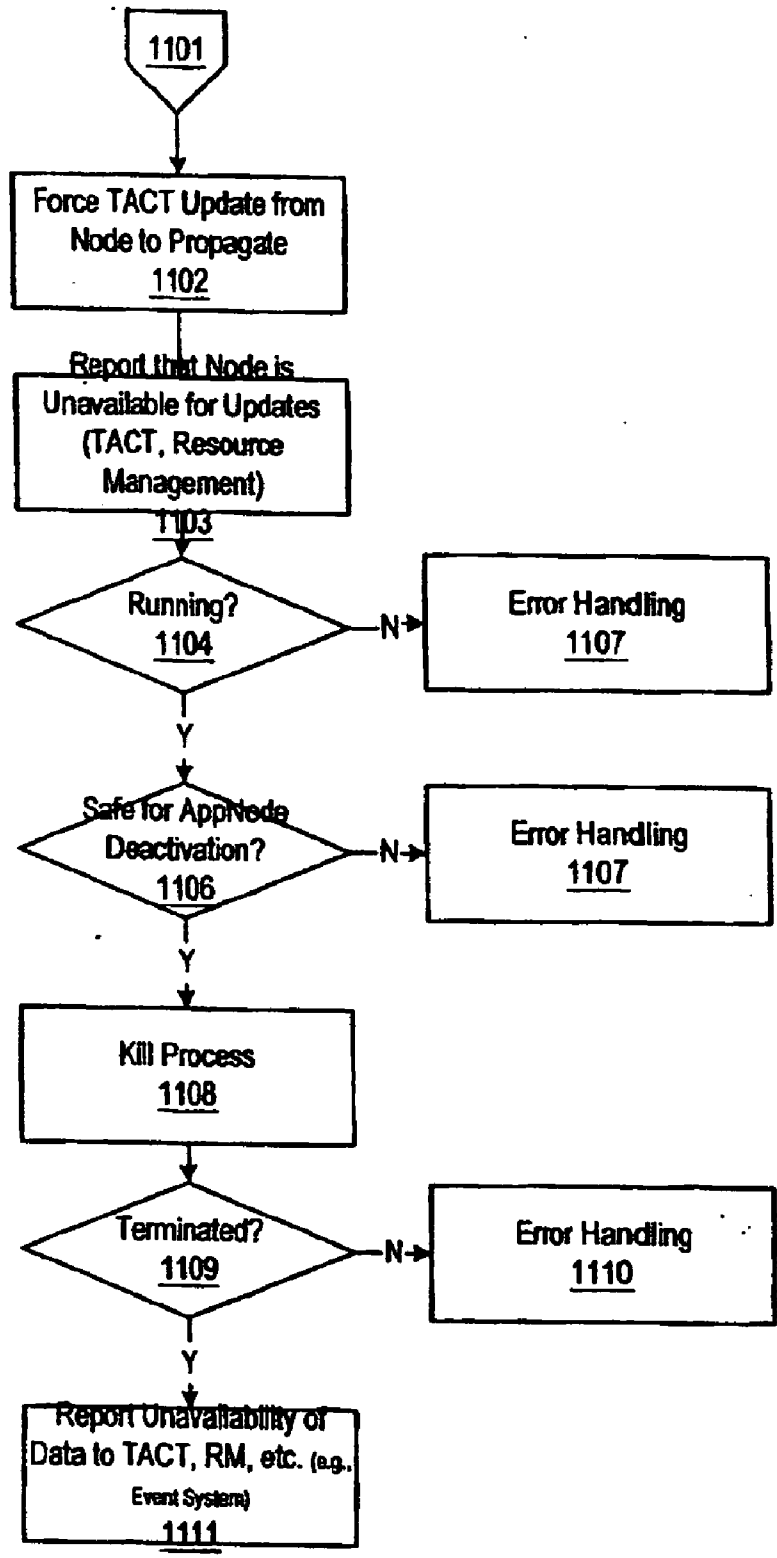 1101
Force TACT Update from
Node to Propagate
1102
Report that Node is
Unavailable for Updates
(TACT, Resource
Management)
1103
Running?
1104
N
Error Handling
1107
Y
Safe for AppNode
Deactivation?
1106
N
Error Handling
1107
Y
Kill Process
1108
Terminated?
1109
N
Error Handling
1110
Y
Report Unavailability of
Data to TACT, RM, etc. (e.g.,
Event System)
1111